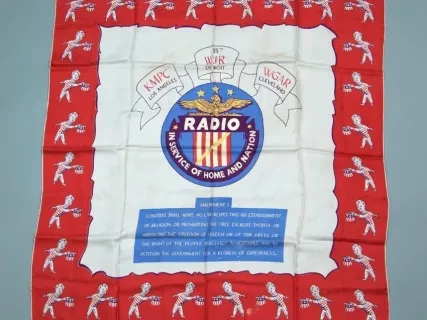 25TH
WJR
DETROIT
KMPC
LOS ANGELES
WGAR
CLEVELAND
RADIO
IN SERVICE OF HOME AND NATION
AMENDMENT I
CONGRESS SHALL MAKE NO LAW RESPECTING AN ESTABLISHMENT
OF RELIGION, OR PROHIBITING THE FREE EXERCISE THEREOF OR
THE FREEDOM OF SPEECH OR OF THE PRESS OR
THE RIGHT OF THE PEOPLE PEACEABLY TO ASSEMBLE AND TO
PETITION THE GOVERNMENT FOR A REDRESS OF GRIEVANCES.